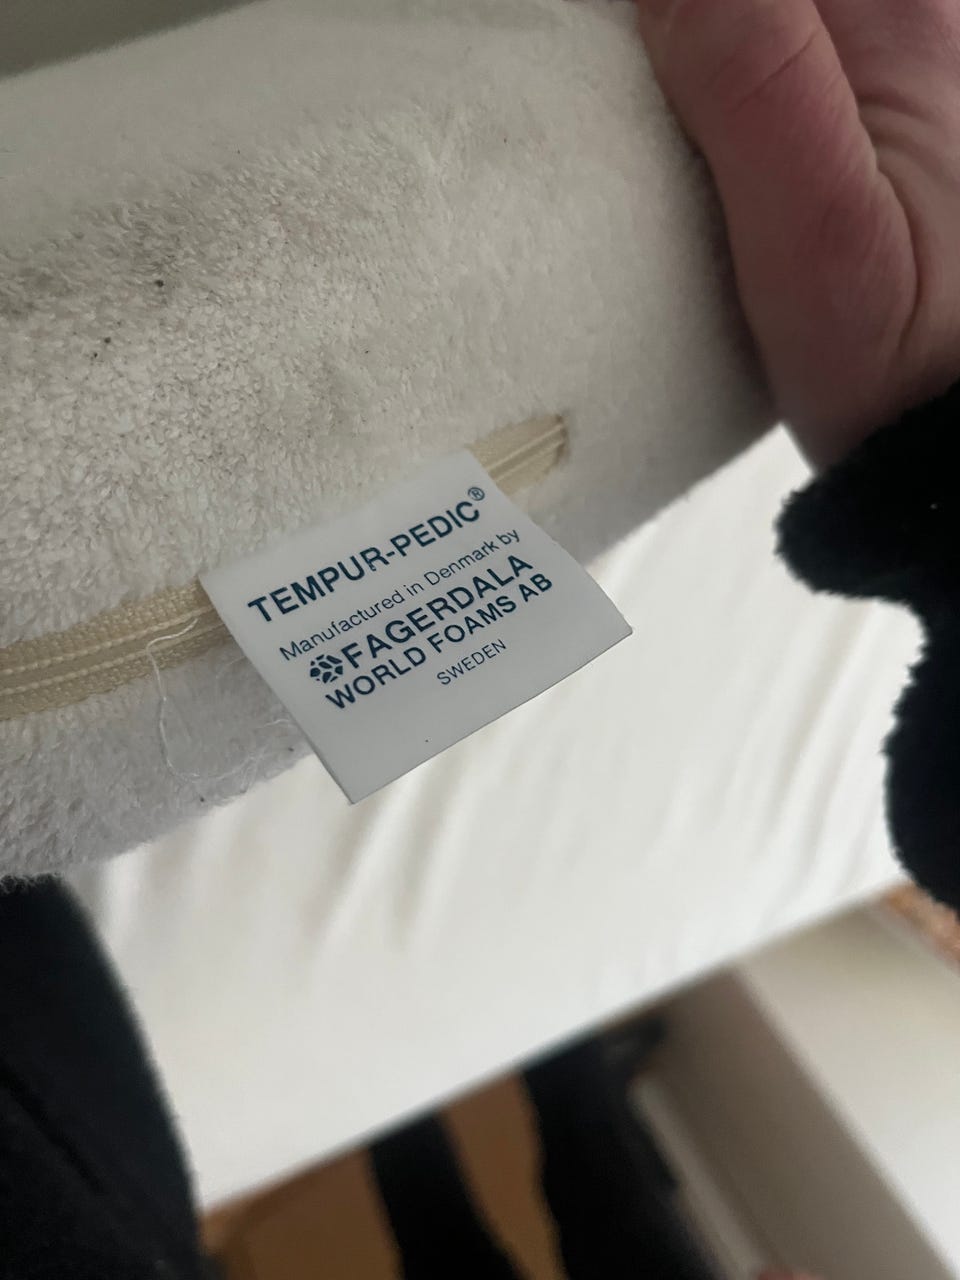 TEMPUR-PEDIC®
Manufactured in Denmark by
FAGERDALA
WORLD FOAMS AB
SWEDEN